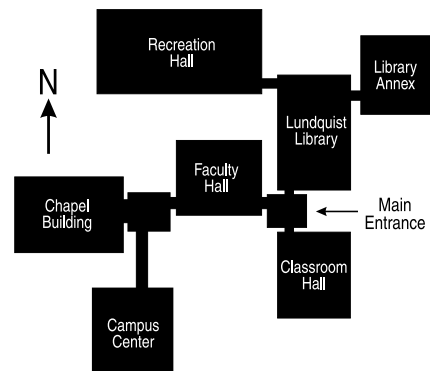 Recreation
Hall
Library
Annex
N
Lundquist
Library
Faculty
Hall
Chapel
Building
Main
Entrance
Classroom
Hall
Campus
Center